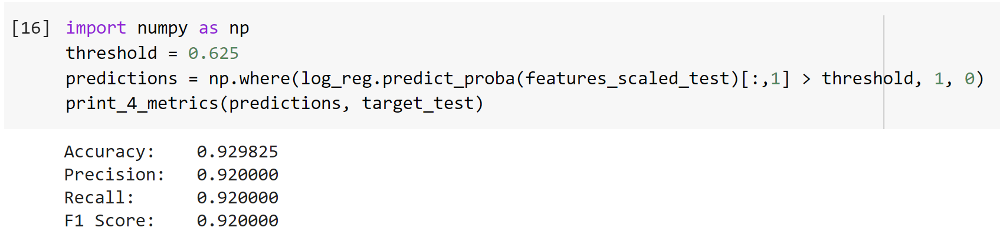 [16] import numpy as np
threshold = 0.625
predictions = np.where(log_reg.predict_proba(features_scaled_test)[:,1] > threshold, 1, 0)
print_4_metrics(predictions, target_test)
Accuracy: 0.929825
Precision: 0.920000
Recall: 0.920000
F1 Score: 0.920000